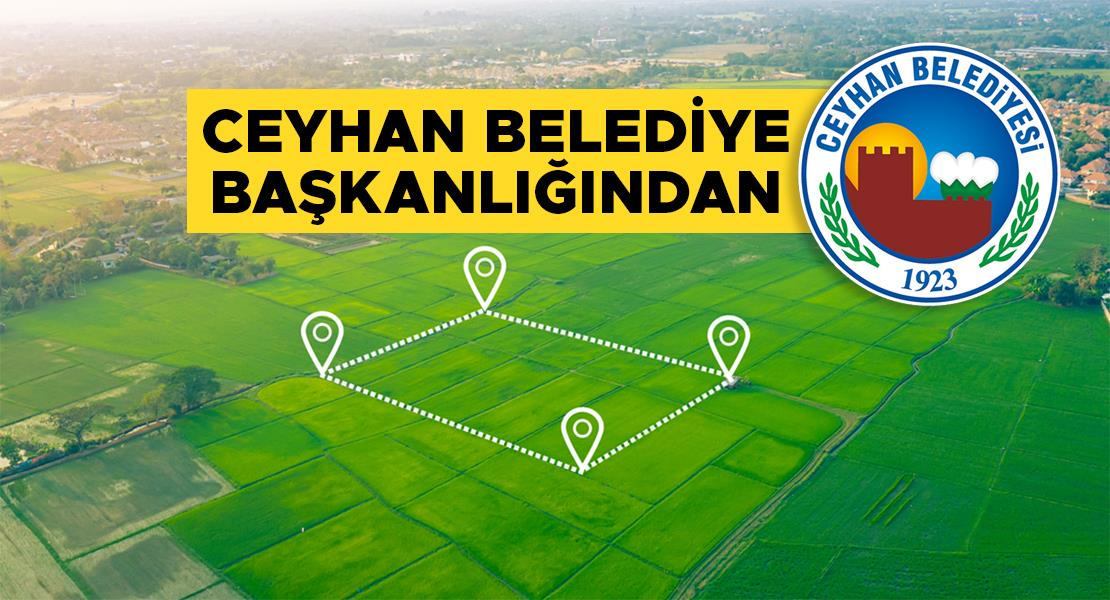 CEYHAN BELEDİYE
BAŞKANLIĞINDAN
CEYHAN BELEDİYESİ
1923